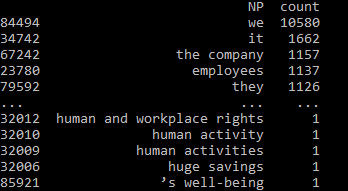 NP count
84494 we 10580
34742 it 1662
67242 the company 1157
23780 employees 1137
79592 they 1126
... ... ...
32012 human and workplace rights 1
32010 human activity 1
32009 human activities 1
32006 huge savings 1
85921 ’s well-being 1